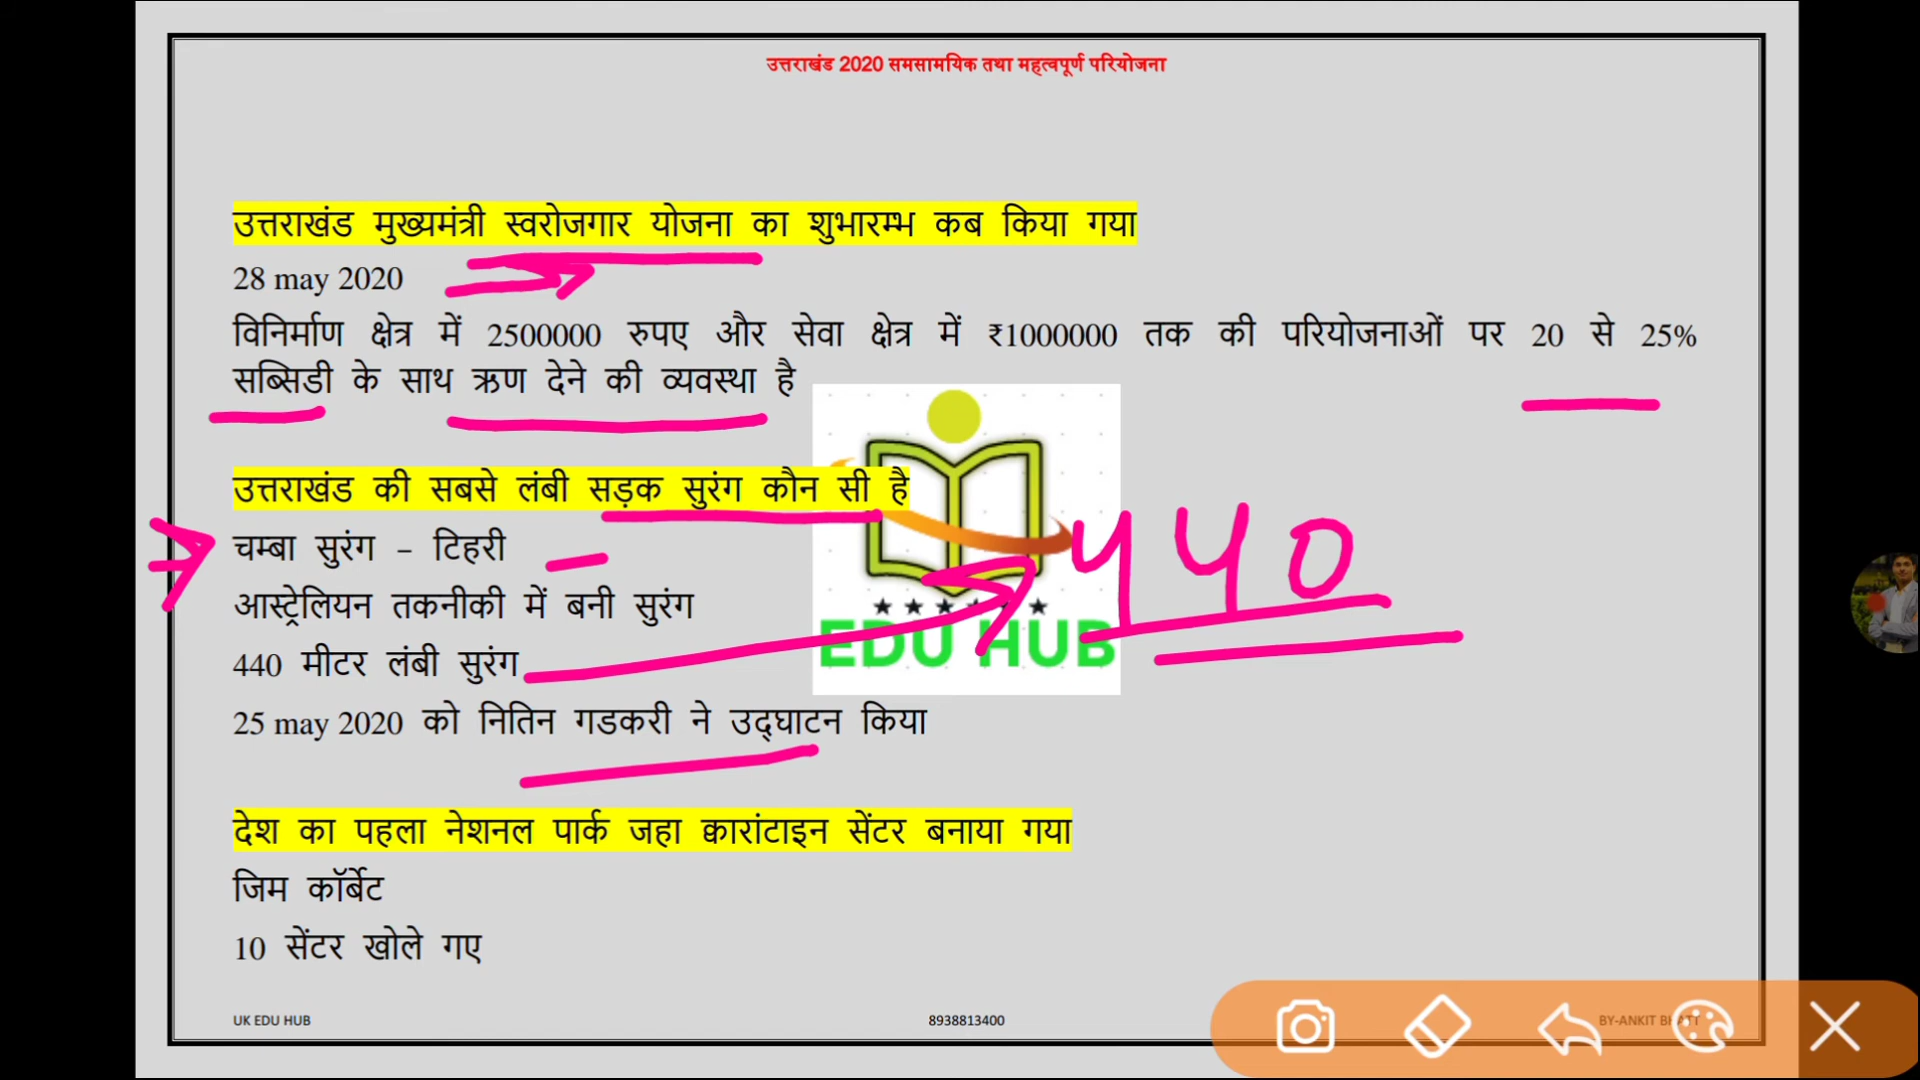 उत्तराखंड 2020 समसामयिक तथा महत्वपूर्ण परियोजना
उत्तराखंड मुख्यमंत्री स्वरोजगार योजना का शुभारम्भ कब किया गया
28 may 2020
विनिर्माण क्षेत्र में 2500000 रुपए और सेवा क्षेत्र में ₹1000000 तक की परियोजनाओं पर 20 से 25%
सब्सिडी के साथ ऋण देने की व्यवस्था है
उत्तराखंड की सबसे लंबी सड़क सुरंग कौन सी है
चम्बा सुरंग – टिहरी
आस्ट्रेलियन तकनीकी में बनी सुरंग
440 मीटर लंबी सुरंग
440
EDU HUB
25 may 2020 को नितिन गडकरी ने उद्घाटन किया
देश का पहला नेशनल पार्क जहा क्वारांटाइन सेंटर बनाया गया
जिम कॉर्बेट
10 सेंटर खोले गए
UK EDU HUB 8938813400 BY-ANKIT BHATT